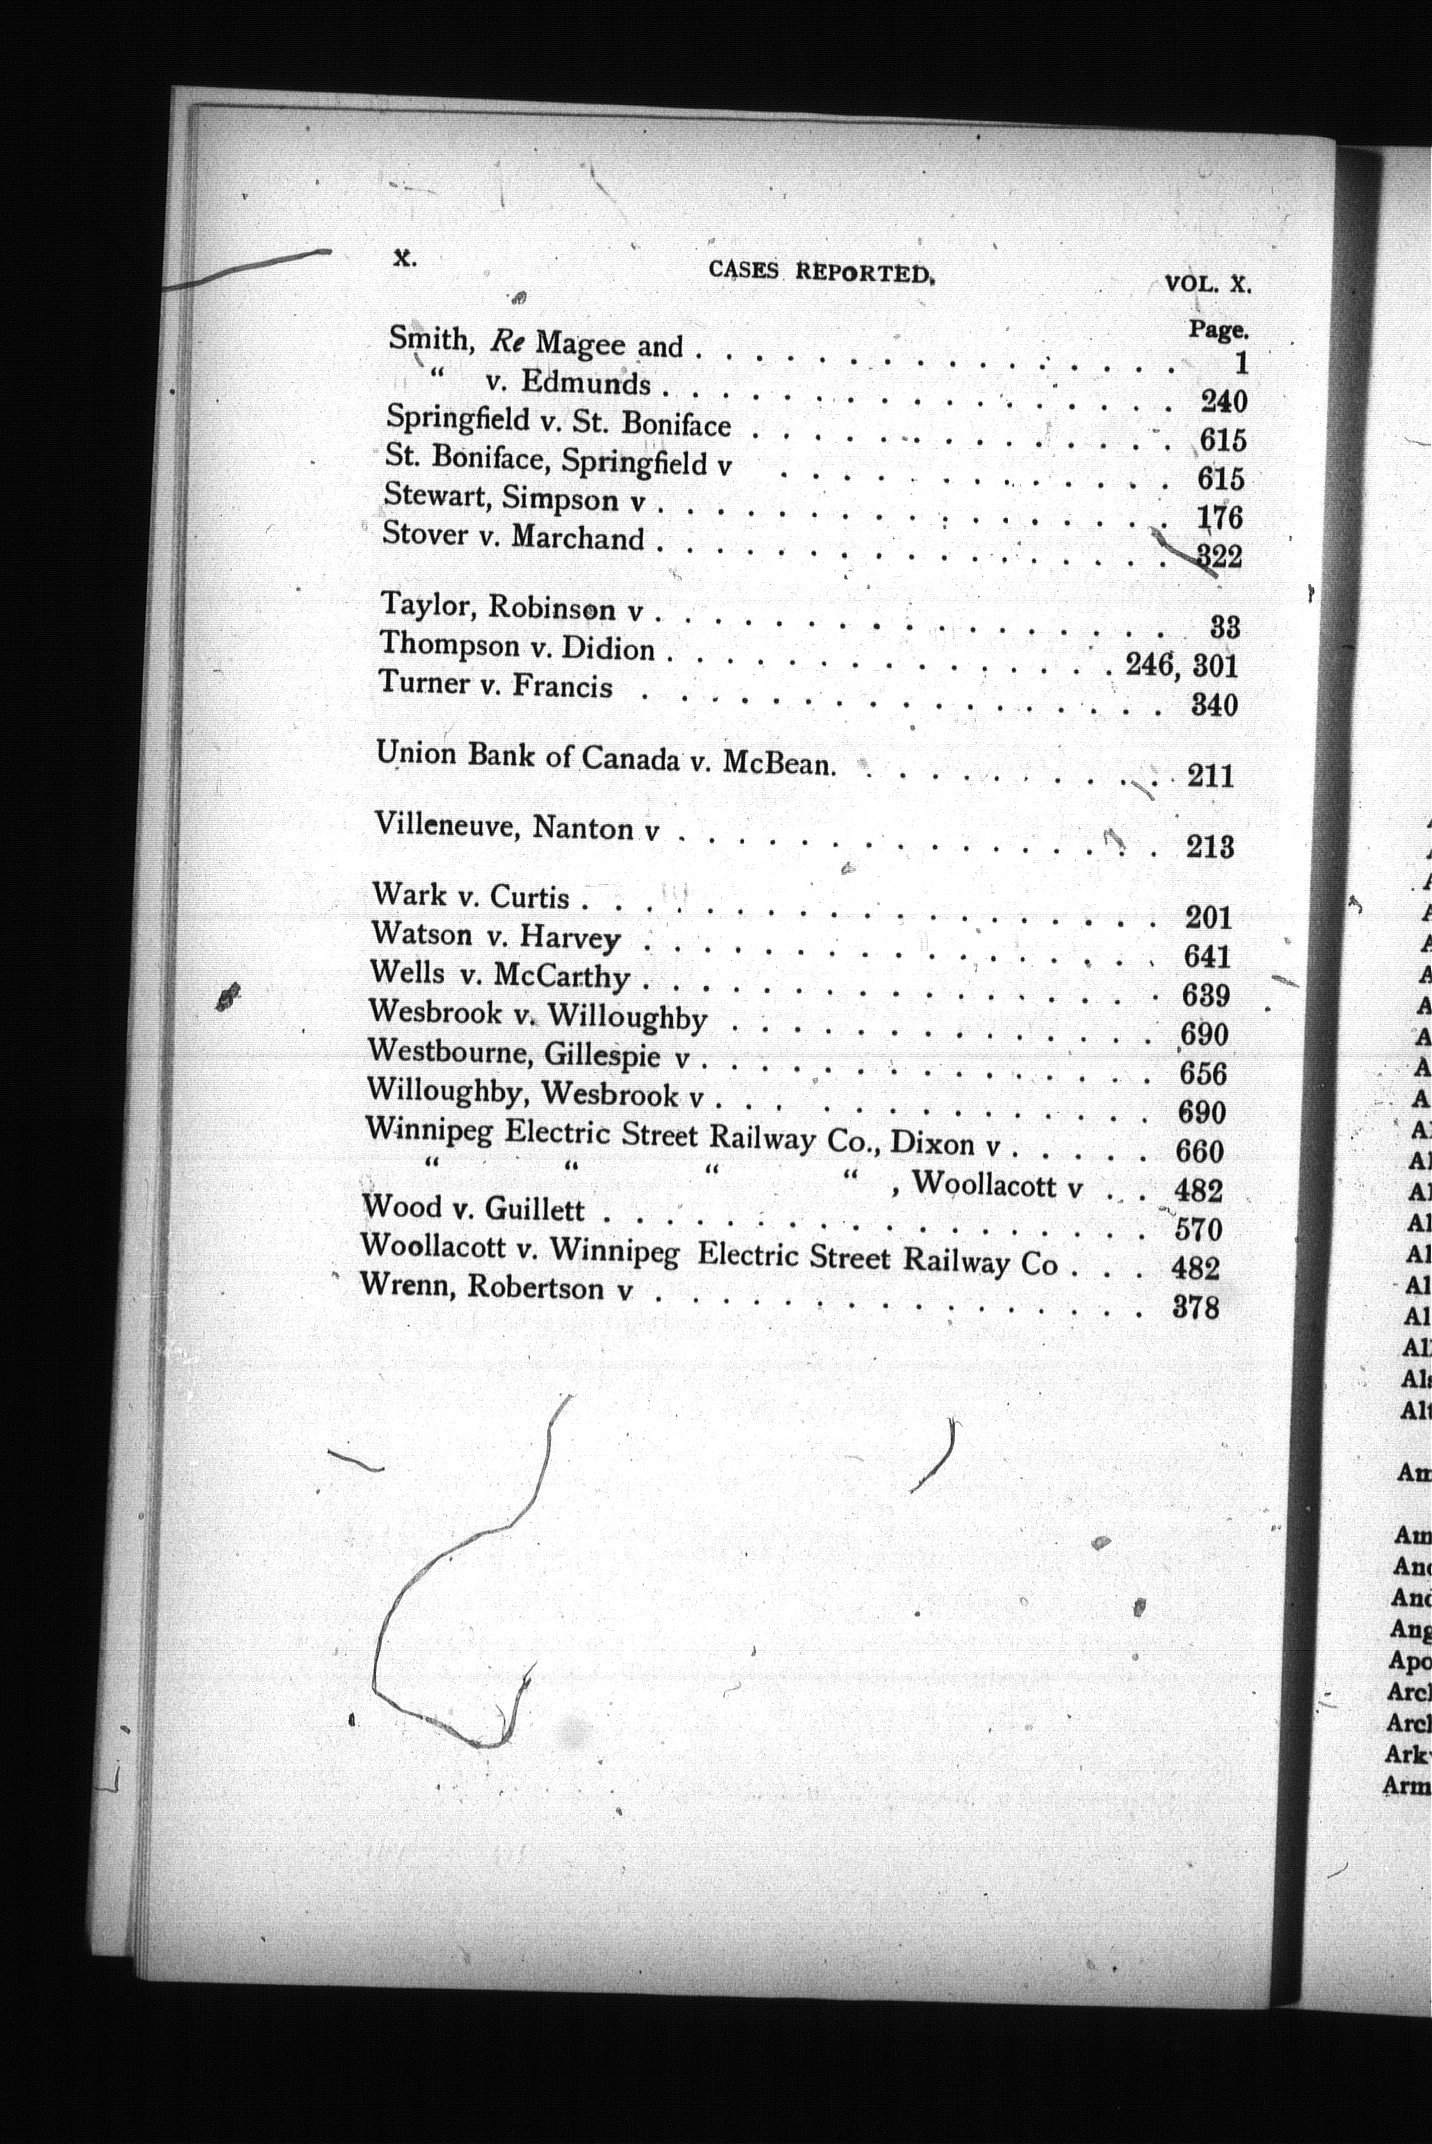 X. CASES REPORTED. VOL. X.
Page.
Smith, Re Magee and . . . . . . . . . . . . . . . . 1
“ v. Edmunds . . . . . . . . . . . . . . . . . 240
Springfield v. St. Boniface . . . . . . . . . . . . . . 615
St. Boniface, Springfield v . . . . . . . . . . . . . 615
Stewart, Simpson v . . . . . . . . . . . . . . . . . 176
Stover v. Marchand . . . . . . . . . . . . . . . . . 322
Taylor, Robinson v . . . . . . . . . . . . . . . . . 33
Thompson v. Didion . . . . . . . . . . . . . . . 246, 301
Turner v. Francis . . . . . . . . . . . . . . . . . 340
Union Bank of Canada v. McBean. . . . . . . . . . . 211
Villeneuve, Nanton v . . . . . . . . . . . . . . . . 213
Wark v. Curtis . . . . . . . . . . . . . . . . . . . 201
Watson v. Harvey . . . . . . . . . . . . . . . . . 641
Wells v. McCarthy . . . . . . . . . . . . . . . . . 639
Wesbrook v. Willoughby . . . . . . . . . . . . . . 690
Westbourne, Gillespie v . . . . . . . . . . . . . . . 656
Willoughby, Wesbrook v . . . . . . . . . . . . . . 690
Winnipeg Electric Street Railway Co., Dixon v . . . . . 660
“ “ “ “ , Woollacott v . . . 482
Wood v. Guillett . . . . . . . . . . . . . . . . . . 570
Woollacott v. Winnipeg Electric Street Railway Co . . . 482
Wrenn, Robertson v . . . . . . . . . . . . . . . . 378